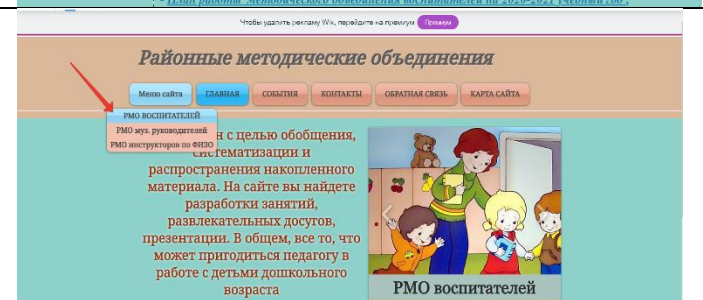 План работы методического объединения воспитателей на 2020-2021 учебный год ;
Чтобы удалить рекламу Wix, перейдите на премиум Премиум
Районные методические объединения
Меню сайта ГЛАВНАЯ СОБЫТИЯ КОНТАКТЫ ОБРАТНАЯ СВЯЗЬ КАРТА САЙТА
РМО ВОСПИТАТЕЛЕЙ
РМО муз. руководителей
РМО инструкторов по ФИЗО
н с целью обобщения,
систематизации и
распространения накопленного
материала. На сайте вы найдете
разработки занятий,
развлекательных досугов,
презентации. В общем, все то, что
может пригодиться педагогу в
работе с детьми дошкольного
возраста
РМО воспитателей